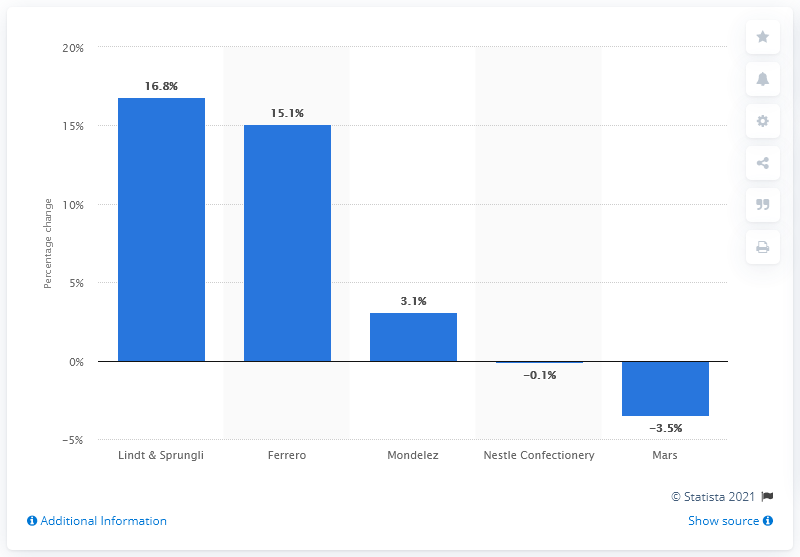 20%
15%
10%
5%
0%
−5%
Percentage change
16.8%
15.1%
3.1%
−0.1%
−3.5%
Lindt & Sprungli
Ferrero
Mondelez
Nestle Confectionery
Mars
© Statista 2021
Additional Information
Show source